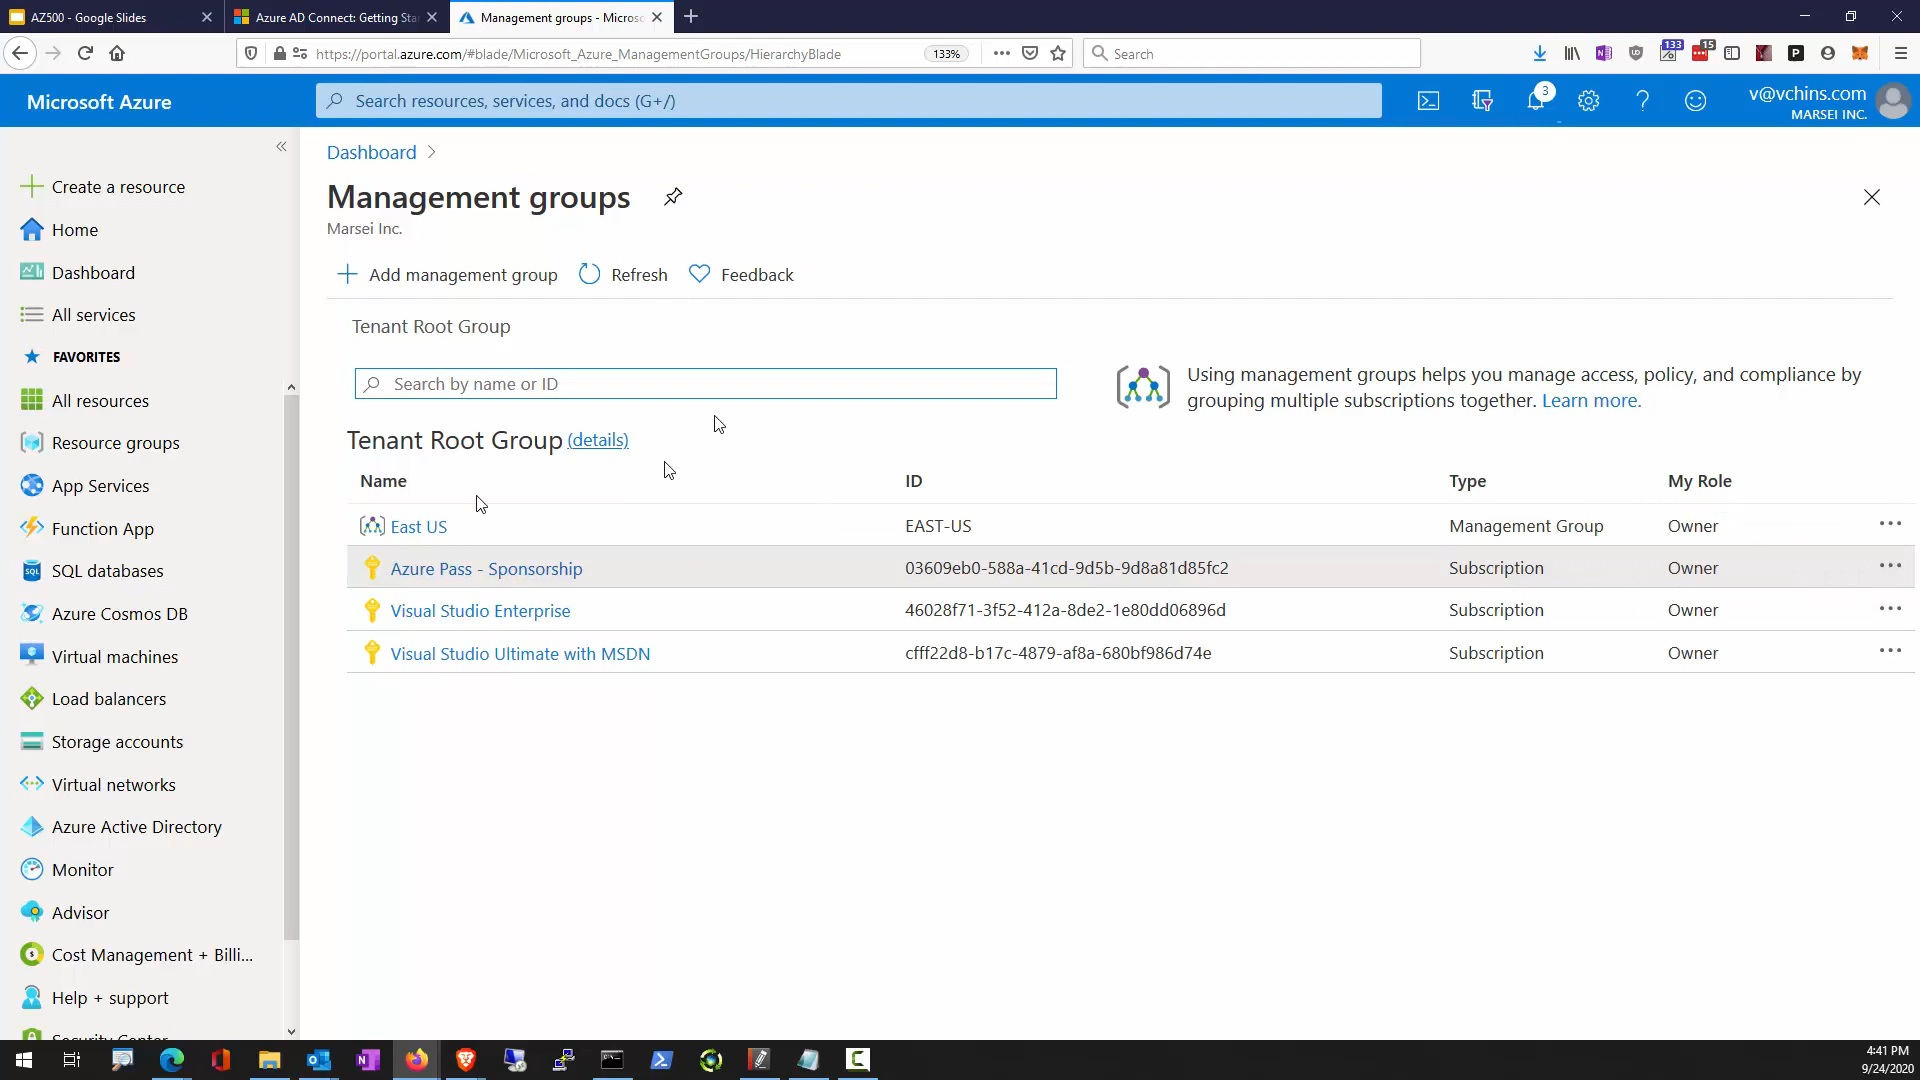 AZ500 - Google Slides
Azure AD Connect: Getting Sta
Management groups - Microso
https://portal.azure.com/#blade/Microsoft_Azure_ManagementGroups/HierarchyBlade
133%
Search
133
15
Microsoft Azure
Search resources, services, and docs (G+/)
3
v@vchins.com
MARSEI INC.
Create a resource
Home
Dashboard
All services
FAVORITES
All resources
Resource groups
App Services
Function App
SQL databases
Azure Cosmos DB
Virtual machines
Load balancers
Storage accounts
Virtual networks
Azure Active Directory
Monitor
Advisor
Cost Management + Billi...
Help + support
Security Center
Dashboard
Management groups
Marsei Inc.
Add management group
Refresh
Feedback
Tenant Root Group
Search by name or ID
Using management groups helps you manage access, policy, and compliance by
grouping multiple subscriptions together. Learn more.
Tenant Root Group (details)
Name ID Type My Role
East US EAST-US Management Group Owner
Azure Pass - Sponsorship 03609eb0-588a-41cd-9d5b-9d8a81d85fc2 Subscription Owner
Visual Studio Enterprise 46028f71-3f52-412a-8de2-1e80dd06896d Subscription Owner
Visual Studio Ultimate with MSDN cfff22d8-b17c-4879-af8a-680bf986d74e Subscription Owner
4:41 PM
9/24/2020